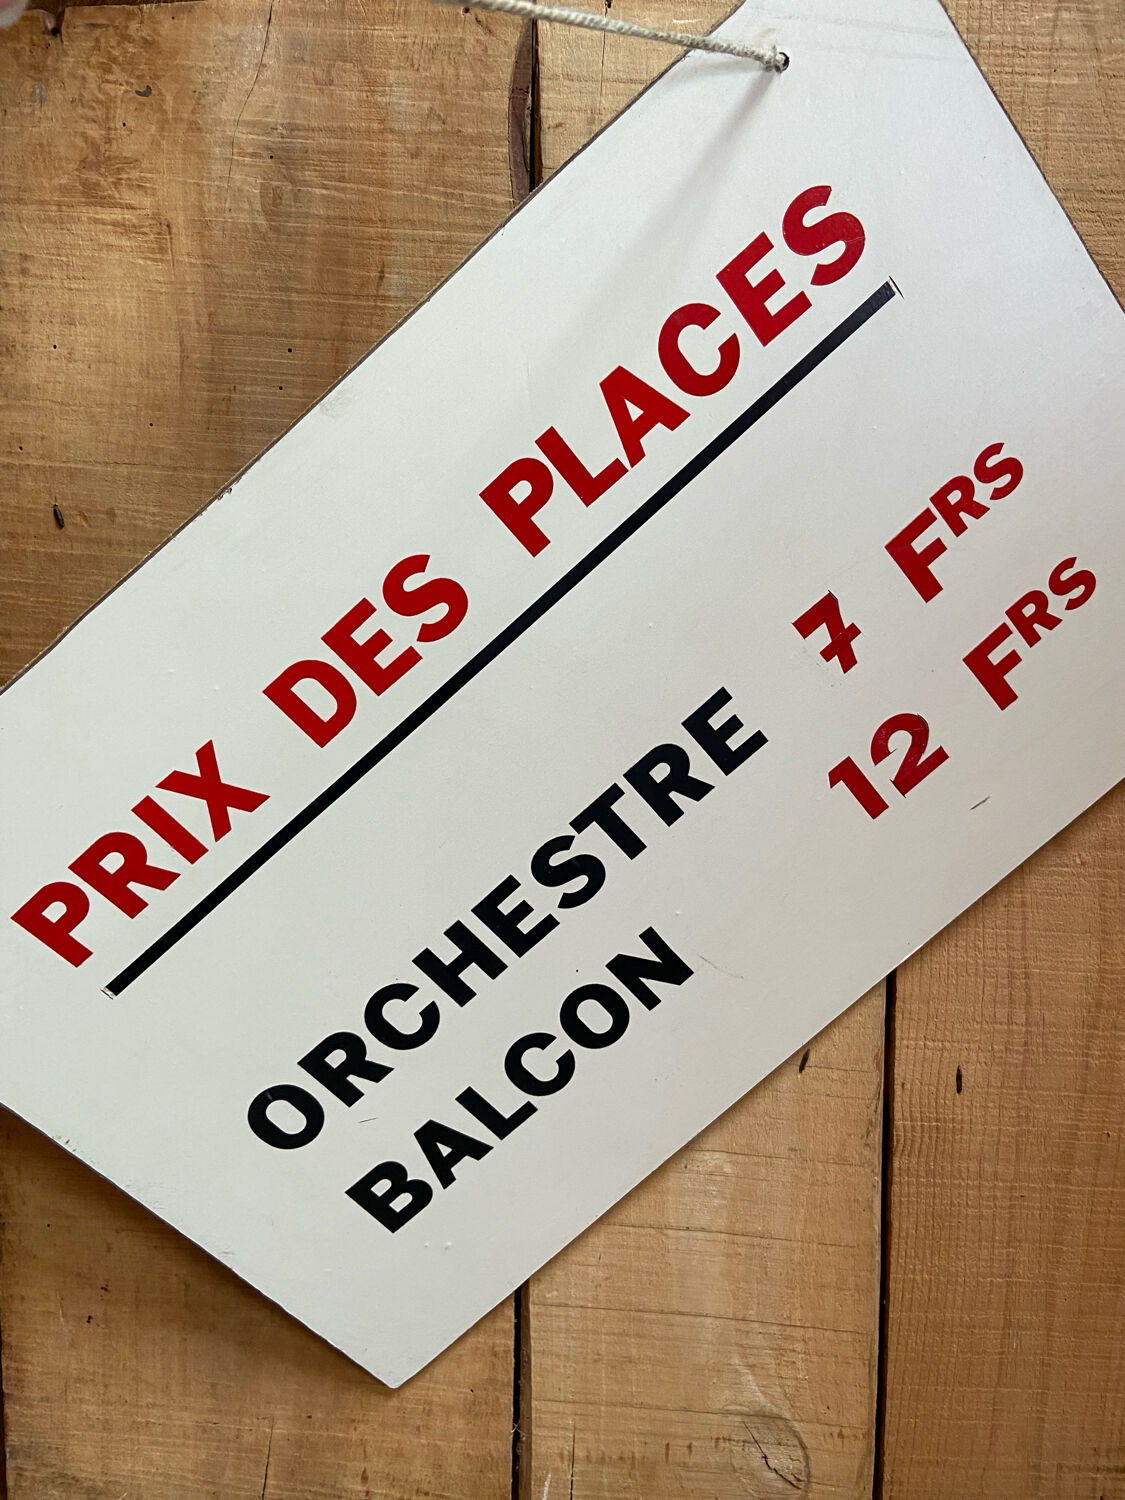 PRIX DES PLACES
ORCHESTRE 7 FRS
BALCON 12 FRS